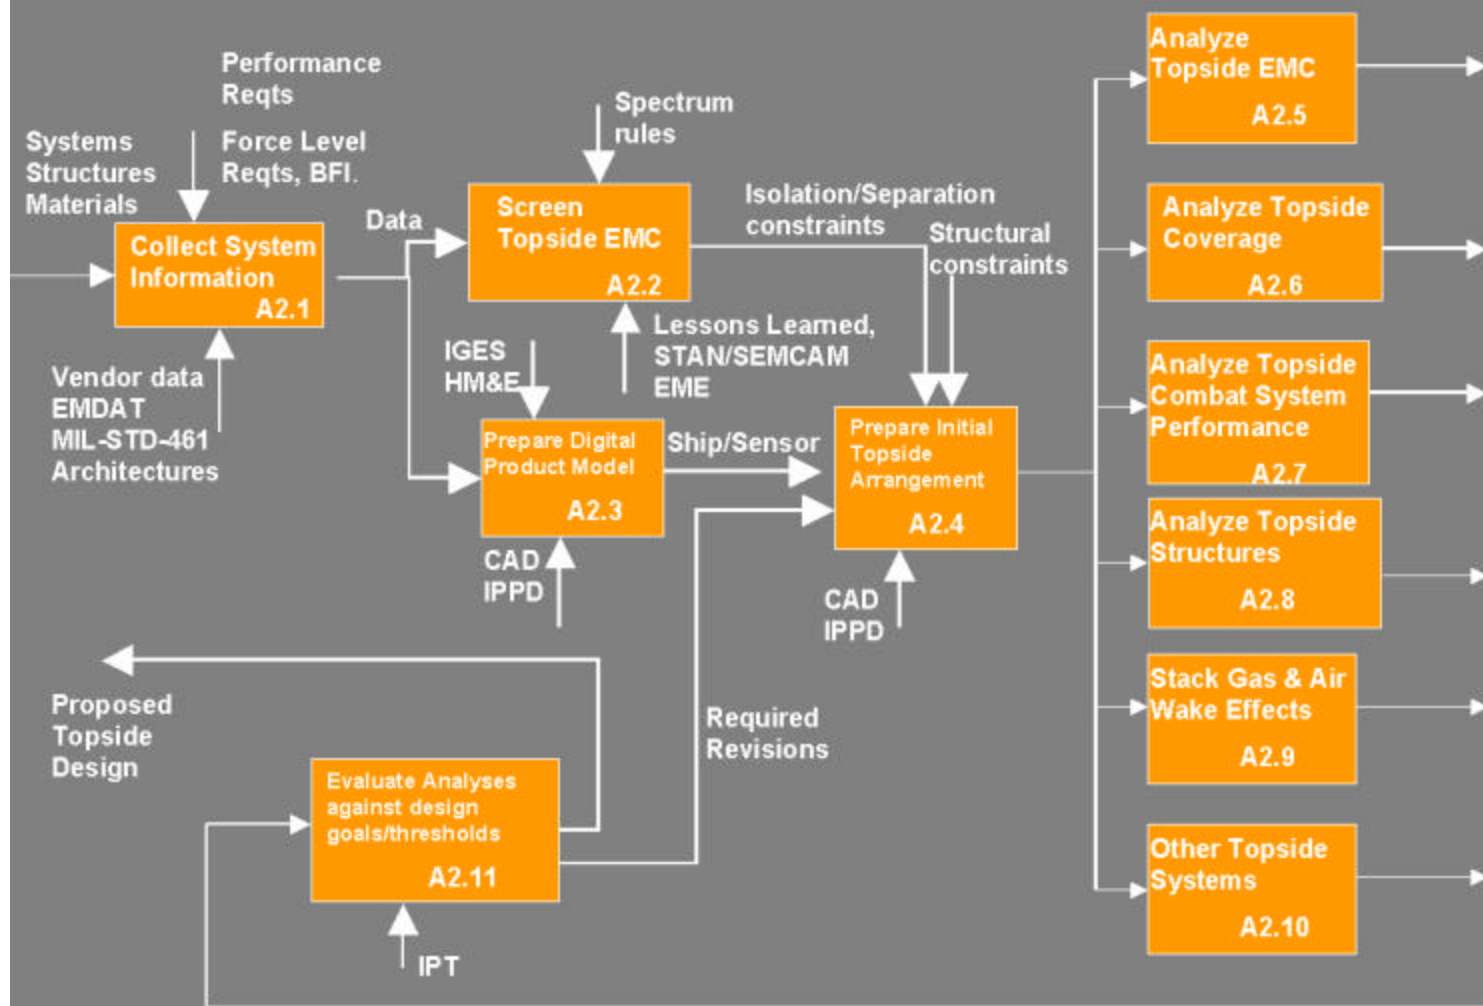 Performance
Reqts
Force Level
Reqts, BFI.
Systems
Structures
Materials
Collect System
Information
A2.1
Vendor data
EMDAT
MIL-STD-461
Architectures
Data
Spectrum
rules
Screen
Topside EMC
A2.2
Lessons Learned,
STAN/SEMCAM
EME
IGES
HM&E
Prepare Digital
Product Model
A2.3
CAD
IPPD
Ship/Sensor
Isolation/Separation
constraints
Structural
constraints
Prepare Initial
Topside
Arrangement
A2.4
CAD
IPPD
Analyze
Topside EMC
A2.5
Analyze Topside
Coverage
A2.6
Analyze Topside
Combat System
Performance
A2.7
Analyze Topside
Structures
A2.8
Stack Gas & Air
Wake Effects
A2.9
Other Topside
Systems
A2.10
Proposed
Topside
Design
Required
Revisions
Evaluate Analyses
against design
goals/thresholds
A2.11
IPT